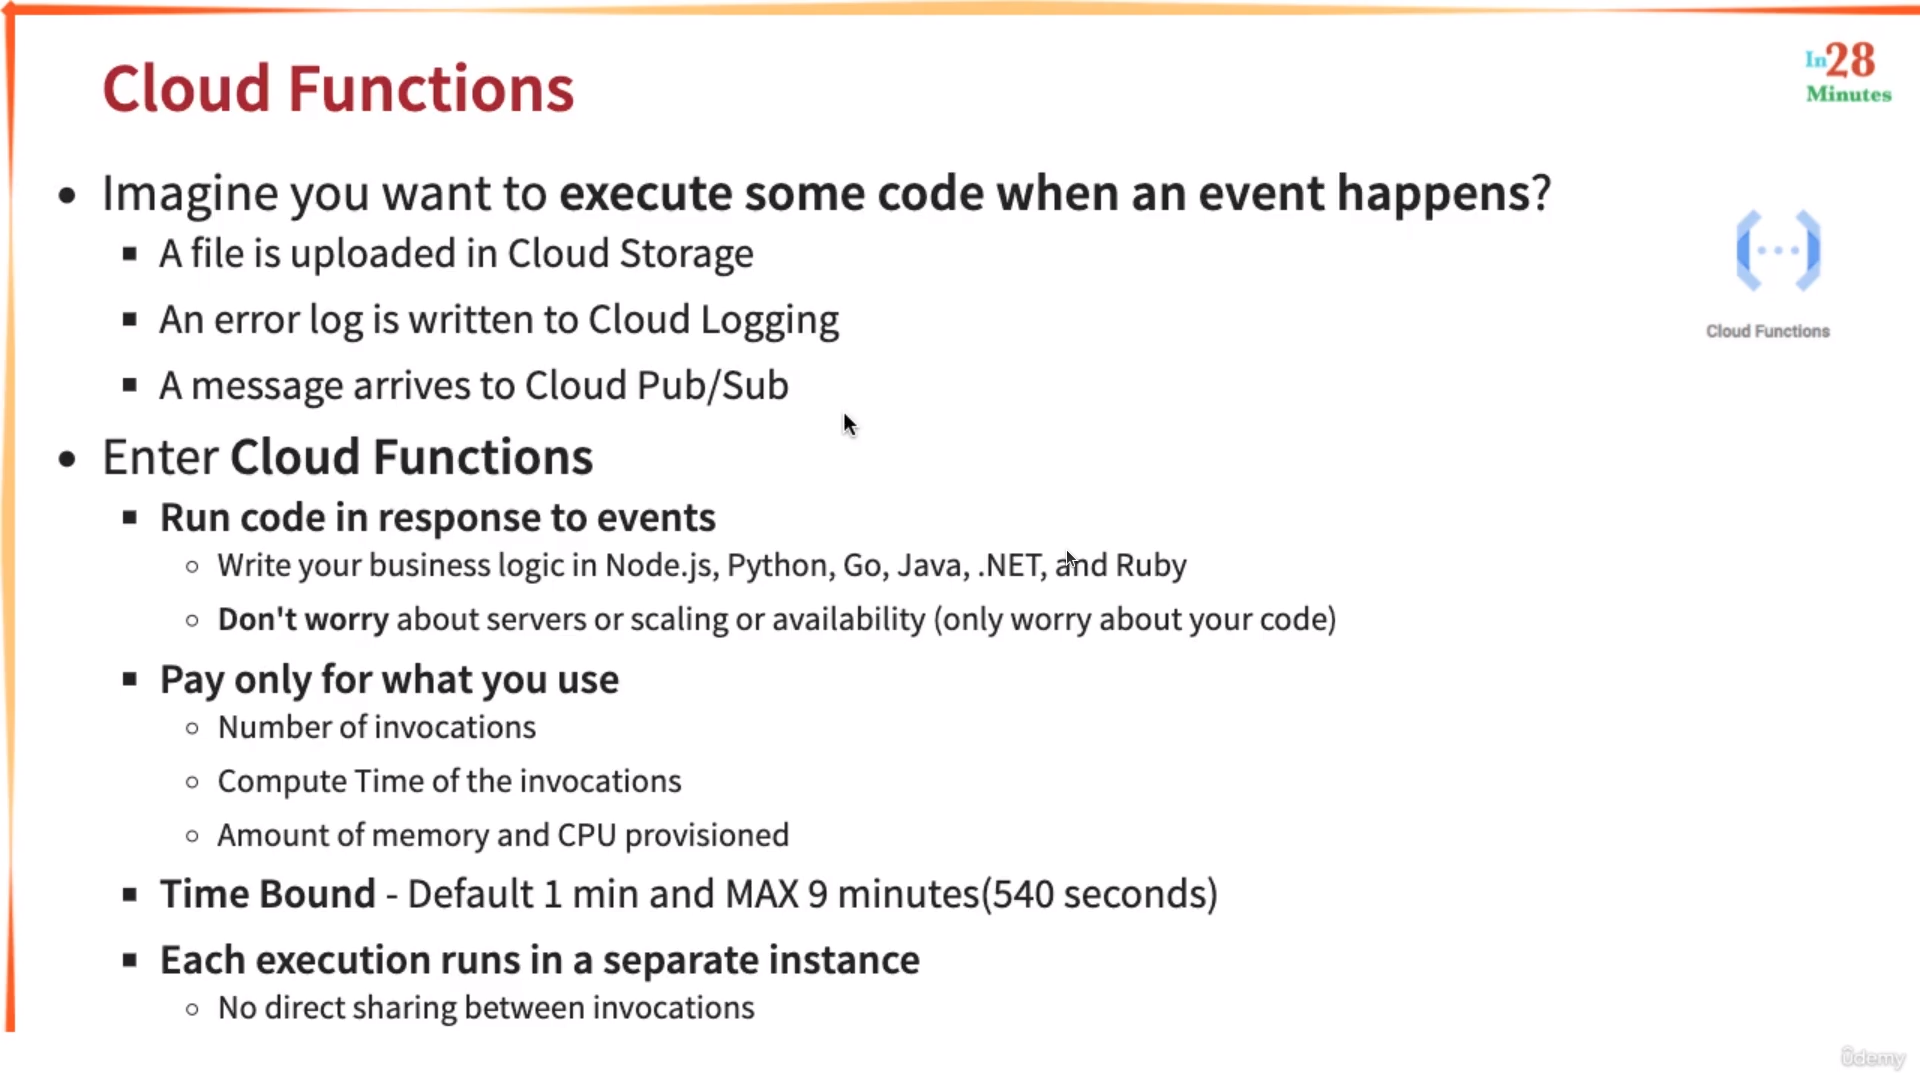 Cloud Functions
In28
Minutes
• Imagine you want to execute some code when an event happens?
▪ A file is uploaded in Cloud Storage
▪ An error log is written to Cloud Logging
▪ A message arrives to Cloud Pub/Sub
Cloud Functions
• Enter Cloud Functions
▪ Run code in response to events
○ Write your business logic in Node.js, Python, Go, Java, .NET, and Ruby
○ Don't worry about servers or scaling or availability (only worry about your code)
▪ Pay only for what you use
○ Number of invocations
○ Compute Time of the invocations
○ Amount of memory and CPU provisioned
▪ Time Bound - Default 1 min and MAX 9 minutes(540 seconds)
▪ Each execution runs in a separate instance
○ No direct sharing between invocations
ûdemy